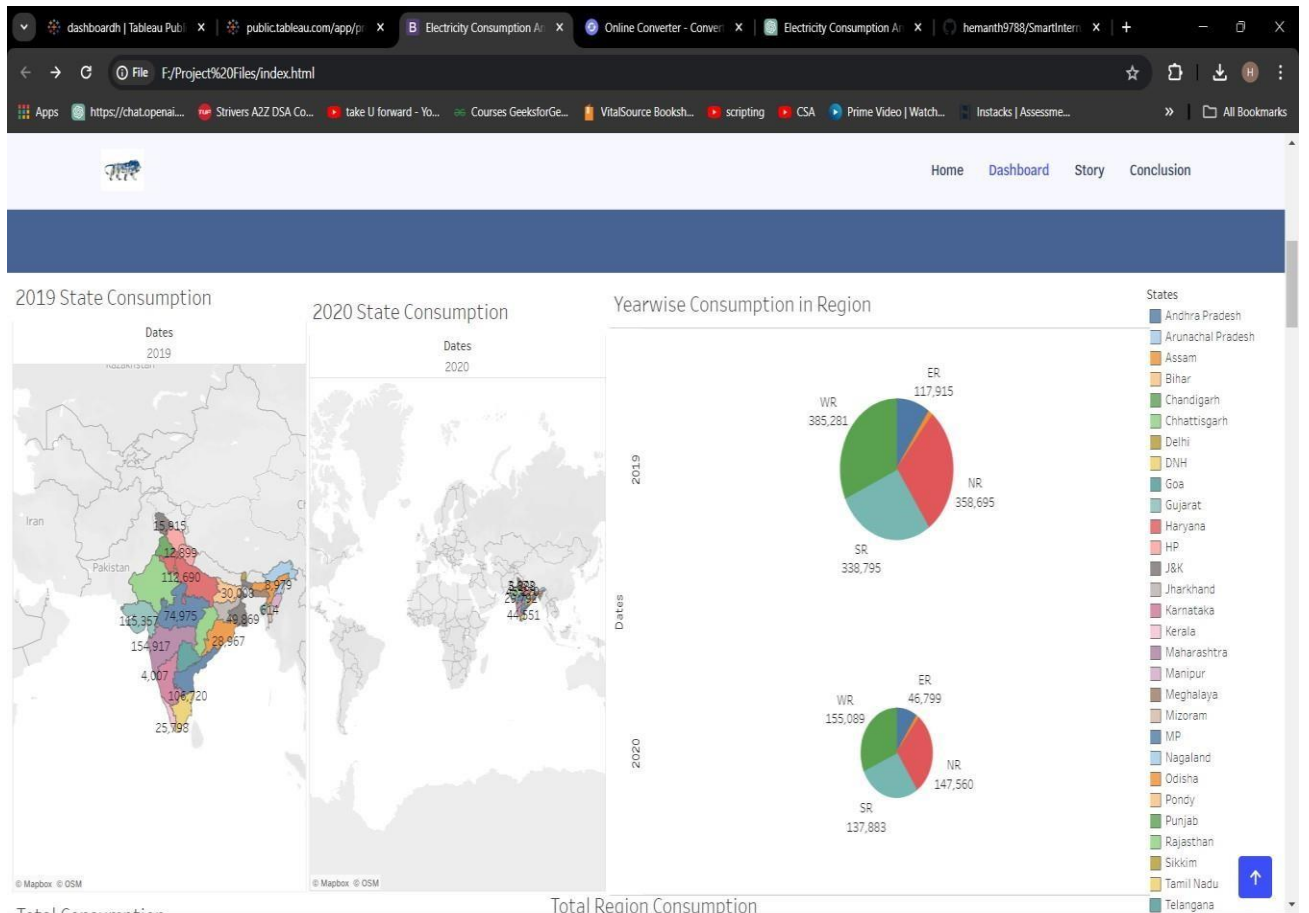 dashboardh | Tableau Publ
public.tableau.com/app/pr
Electricity Consumption An
Online Converter - Conver
Electricity Consumption An
hemanth9788/SmartIntern
File F:/Project%20Files/index.html
Apps
https://chat.openai....
Strivers A2Z DSA Co...
take U forward - Yo...
Courses GeeksforGe...
VitalSource Booksh...
scripting
CSA
Prime Video | Watch...
Instacks | Assessme...
All Bookmarks
Home Dashboard Story Conclusion
2019 State Consumption
Dates
2019
Kazakhstan
Iran
Pakistan
15,915
12,899
112,690
30,003
8,979
115,357
74,975
49,869
614
154,917
28,967
4,007
106,720
25,798
© Mapbox © OSM
2020 State Consumption
Dates
2020
44,551
© Mapbox © OSM
Yearwise Consumption in Region
Dates
2019
ER
117,915
WR
385,281
NR
358,695
SR
338,795
2020
ER
46,799
WR
155,089
NR
147,560
SR
137,883
States
Andhra Pradesh
Arunachal Pradesh
Assam
Bihar
Chandigarh
Chhattisgarh
Delhi
DNH
Goa
Gujarat
Haryana
HP
J&K
Jharkhand
Karnataka
Kerala
Maharashtra
Manipur
Meghalaya
Mizoram
MP
Nagaland
Odisha
Pondy
Punjab
Rajasthan
Sikkim
Tamil Nadu
Telangana
Total Consumption
Total Region Consumption